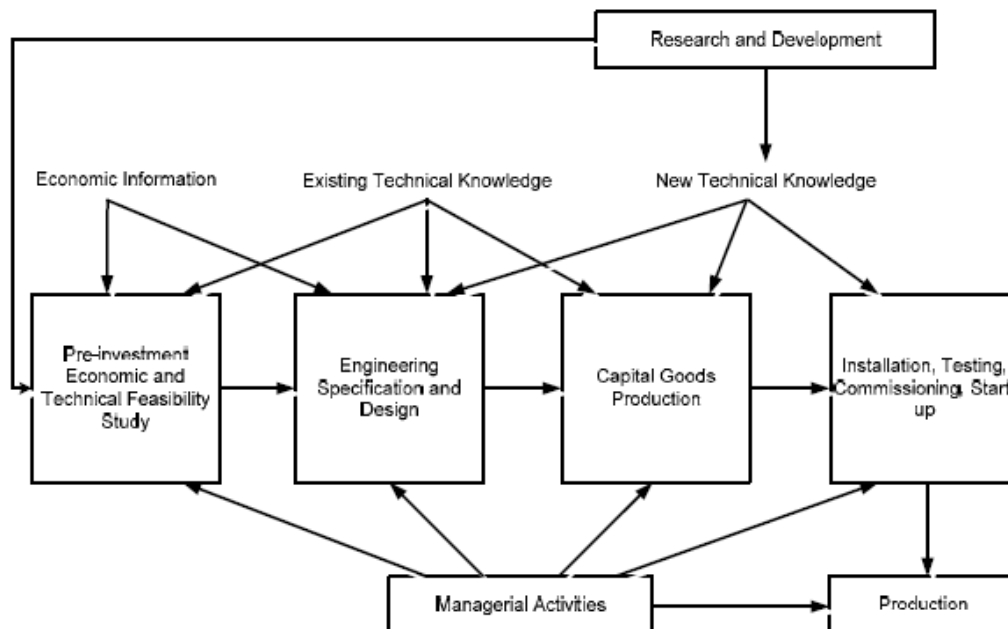 Research and Development
Economic Information
Existing Technical Knowledge
New Technical Knowledge
Pre-investment
Economic and
Technical Feasibility
Study
Engineering
Specification and
Design
Capital Goods
Production
Installation, Testing,
Commissioning, Start
up
Managerial Activities
Production